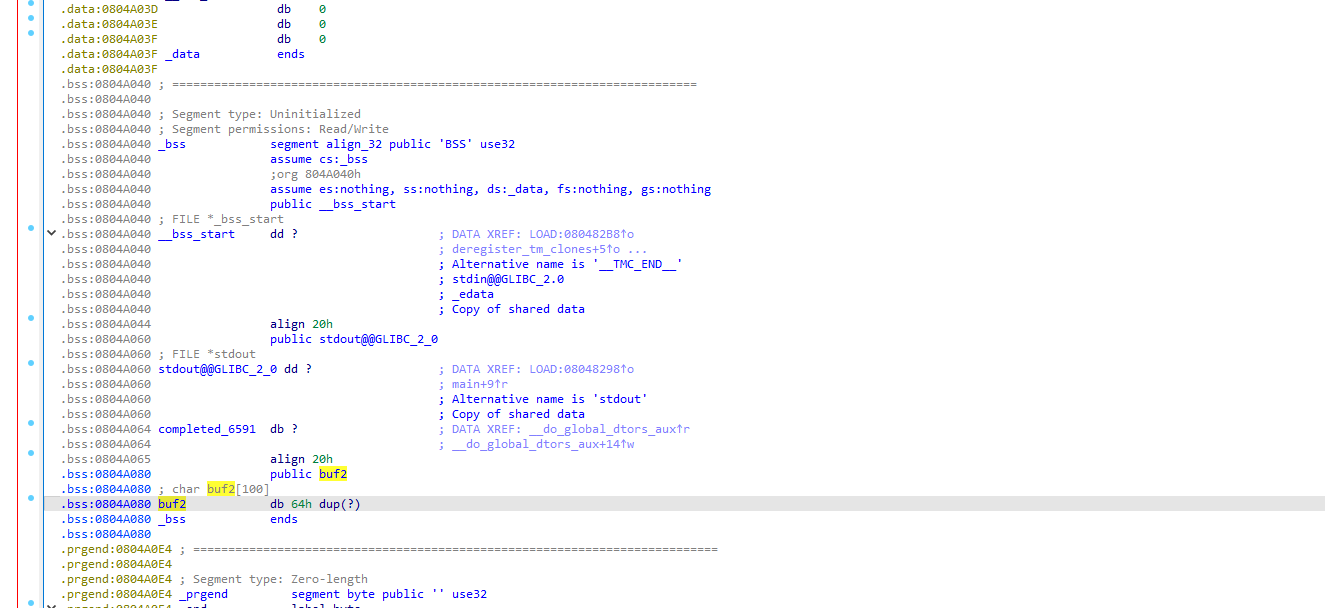 .data:0804A03D                 db    0
.data:0804A03E                 db    0
.data:0804A03F                 db    0
.data:0804A03F _data           ends
.data:0804A03F
.bss:0804A040 ; ===========================================================================
.bss:0804A040
.bss:0804A040 ; Segment type: Uninitialized
.bss:0804A040 ; Segment permissions: Read/Write
.bss:0804A040 _bss            segment align_32 public 'BSS' use32
.bss:0804A040                 assume cs:_bss
.bss:0804A040                 ;org 804A040h
.bss:0804A040                 assume es:nothing, ss:nothing, ds:_data, fs:nothing, gs:nothing
.bss:0804A040                 public __bss_start
.bss:0804A040 ; FILE *_bss_start
.bss:0804A040 __bss_start     dd ?                    ; DATA XREF: LOAD:080482B8↑o
.bss:0804A040                                         ; deregister_tm_clones+5↑o ...
.bss:0804A040                                         ; Alternative name is '__TMC_END__'
.bss:0804A040                                         ; stdin@@GLIBC_2.0
.bss:0804A040                                         ; _edata
.bss:0804A040                                         ; Copy of shared data
.bss:0804A044                 align 20h
.bss:0804A060                 public stdout@@GLIBC_2_0
.bss:0804A060 ; FILE *stdout
.bss:0804A060 stdout@@GLIBC_2_0 dd ?                  ; DATA XREF: LOAD:08048298↑o
.bss:0804A060                                         ; main+9↑r
.bss:0804A060                                         ; Alternative name is 'stdout'
.bss:0804A060                                         ; Copy of shared data
.bss:0804A064 completed_6591  db ?                    ; DATA XREF: __do_global_dtors_aux↑r
.bss:0804A064                                         ; __do_global_dtors_aux+14↑w
.bss:0804A065                 align 20h
.bss:0804A080                 public buf2
.bss:0804A080 ; char buf2[100]
.bss:0804A080 buf2            db 64h dup(?)
.bss:0804A080 _bss            ends
.bss:0804A080
.prgend:0804A0E4 ; ===========================================================================
.prgend:0804A0E4
.prgend:0804A0E4 ; Segment type: Zero-length
.prgend:0804A0E4 _prgend         segment byte public '' use32